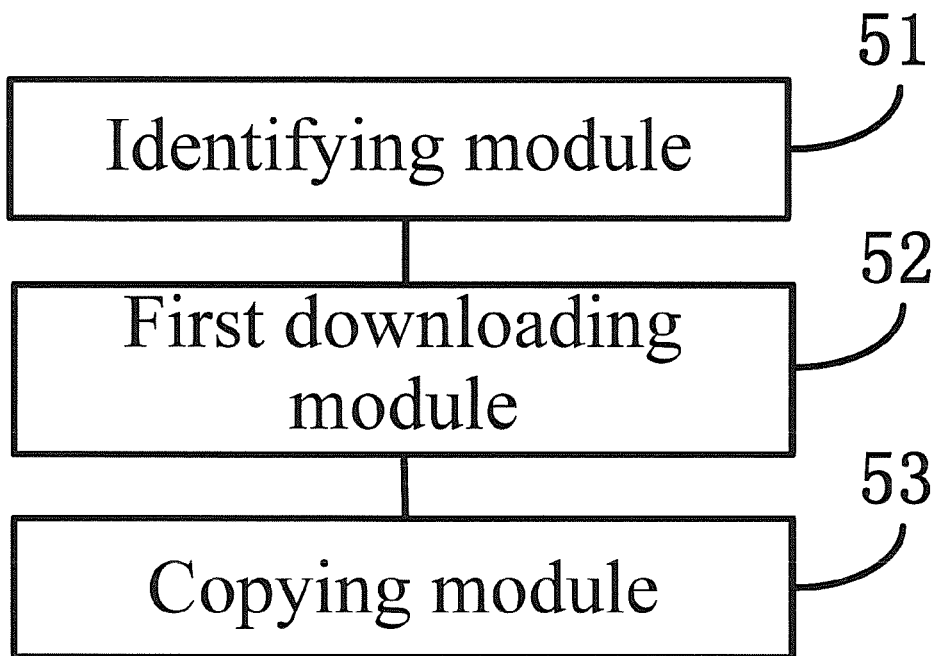 51
Identifying module
52
First downloading
module
53
Copying module